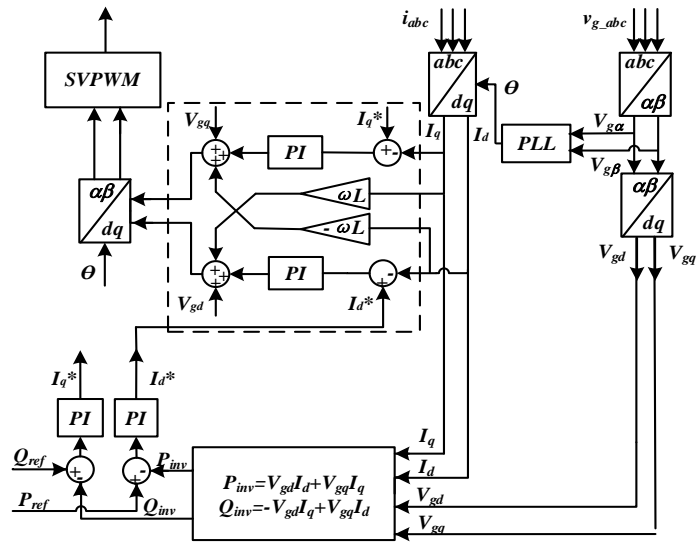 i_abc
v_g_abc
SVPWM
abc
dq
Θ
abc
αβ
V_gα
PLL
V_gβ
V_gq
I_q*
I_q
I_d
PI
αβ
dq
ωL
αβ
dq
- ωL
Θ
PI
V_gd
I_d*
V_gd
V_gq
I_q*
I_d*
PI
PI
Q_ref
P_inv
P_ref
Q_inv
P_inv=V_gdI_d+V_gqI_q
Q_inv=-V_gdI_q+V_gqI_d
I_q
I_d
V_gd
V_gq